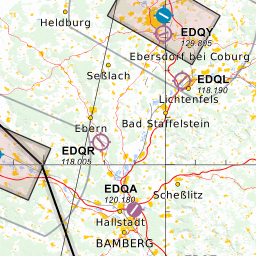 Heldburg
EDQY
129.805
Ebersdorf bei Coburg
Seßlach
EDQL
118.190
Lichtenfels
Ebern
Bad Staffelstein
EDQR
118.005
EDQA
120.180
Scheßlitz
Hallstadt
BAMBERG